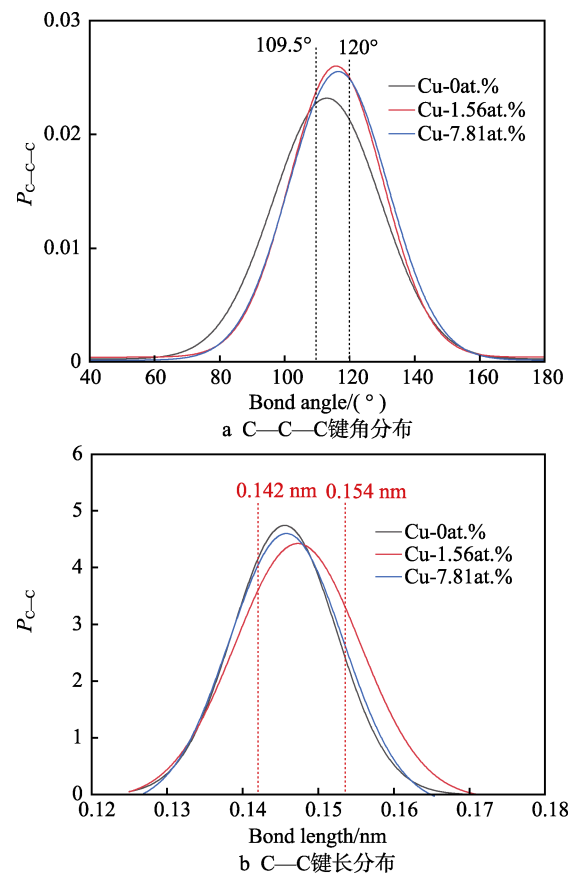 0.03
109.5°
120°
Cu-0at.%
Cu-1.56at.%
Cu-7.81at.%
0.02
P_C—C—C
0.01
0
40 60 80 100 120 140 160 180
Bond angle/( ° )
a C—C—C键角分布
6
0.142 nm 0.154 nm
5
Cu-0at.%
Cu-1.56at.%
Cu-7.81at.%
4
P_C—C
3
2
1
0
0.12 0.13 0.14 0.15 0.16 0.17 0.18
Bond length/nm
b C—C键长分布